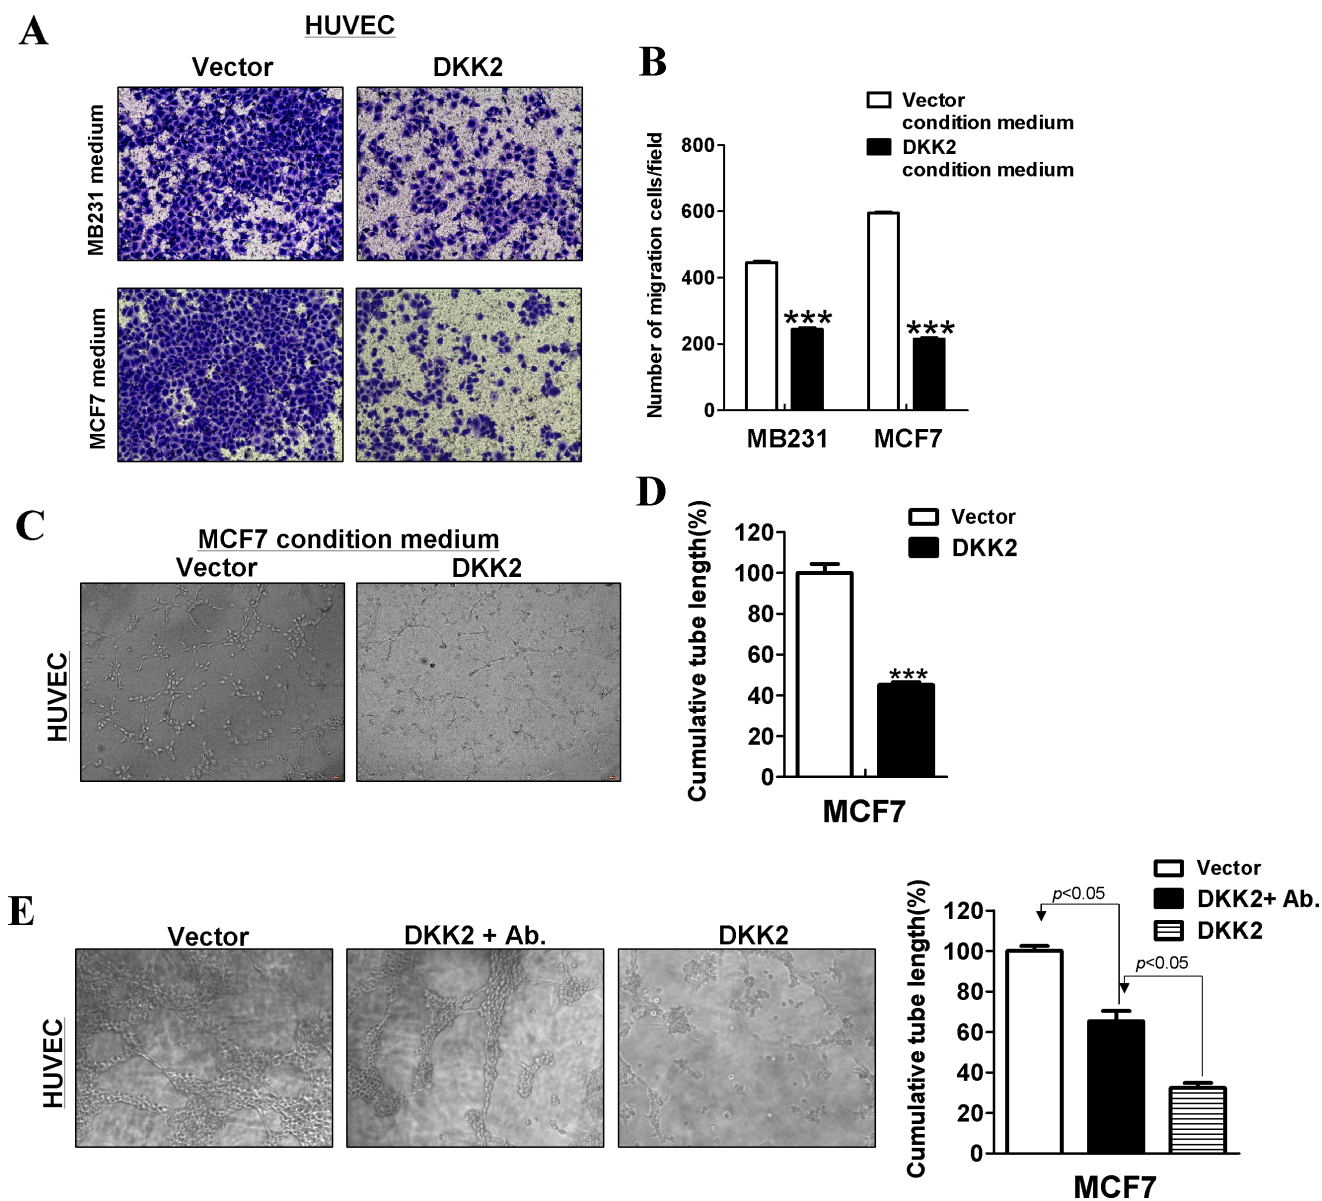 A
HUVEC
Vector
DKK2
MB231 medium
MCF7 medium
B
Vector
condition medium
DKK2
condition medium
Number of migration cells/field
800
600
400
200
0
***
***
MB231
MCF7
C
MCF7 condition medium
Vector
DKK2
HUVEC
D
Vector
DKK2
Cumulative tube length(%)
120
100
80
60
40
20
0
***
MCF7
E
Vector
DKK2 + Ab.
DKK2
HUVEC
Vector
DKK2+ Ab.
DKK2
Cumulative tube length(%)
120
100
80
60
40
20
0
p<0.05
p<0.05
MCF7